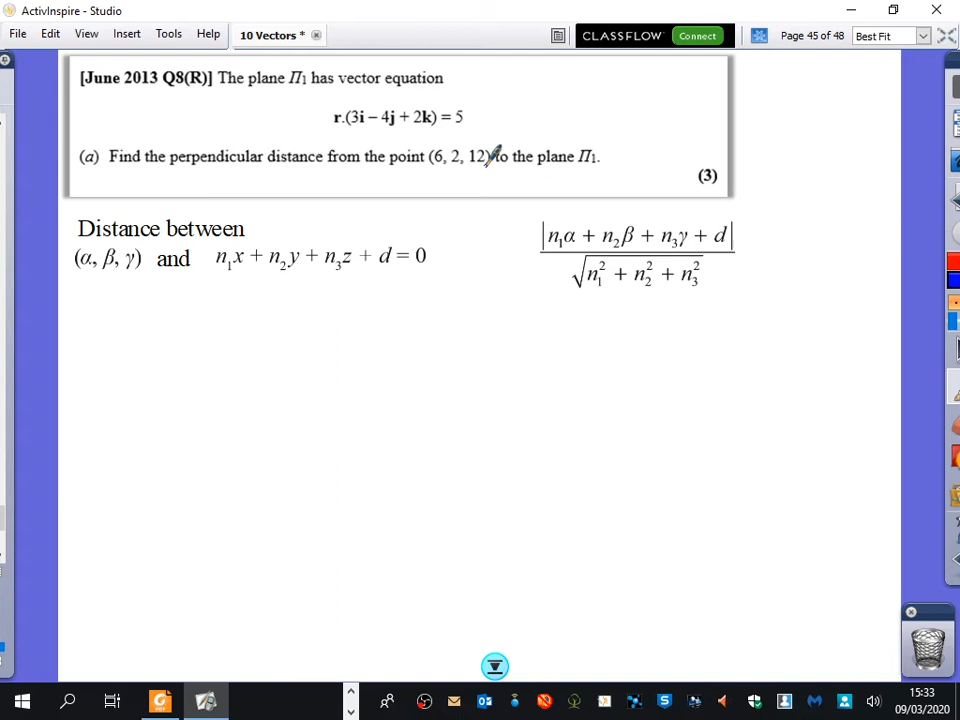 ActivInspire - Studio
File Edit View Insert Tools Help
10 Vectors *
CLASSFLOW Connect
Page 45 of 48
Best Fit
[June 2013 Q8(R)] The plane Π₁ has vector equation
r.(3i – 4j + 2k) = 5
(a) Find the perpendicular distance from the point (6, 2, 12) to the plane Π₁.
(3)
Distance between
(α, β, γ) and n₁x + n₂y + n₃z + d = 0
|n₁α + n₂β + n₃γ + d|
√(n₁² + n₂² + n₃²)
15:33
09/03/2020